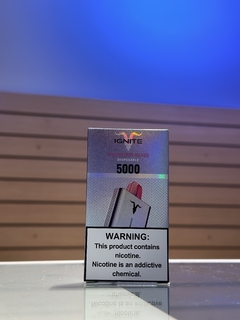 IGNITE
DISPOSABLE
5000
WARNING:
This product contains
nicotine.
Nicotine is an addictive
chemical.